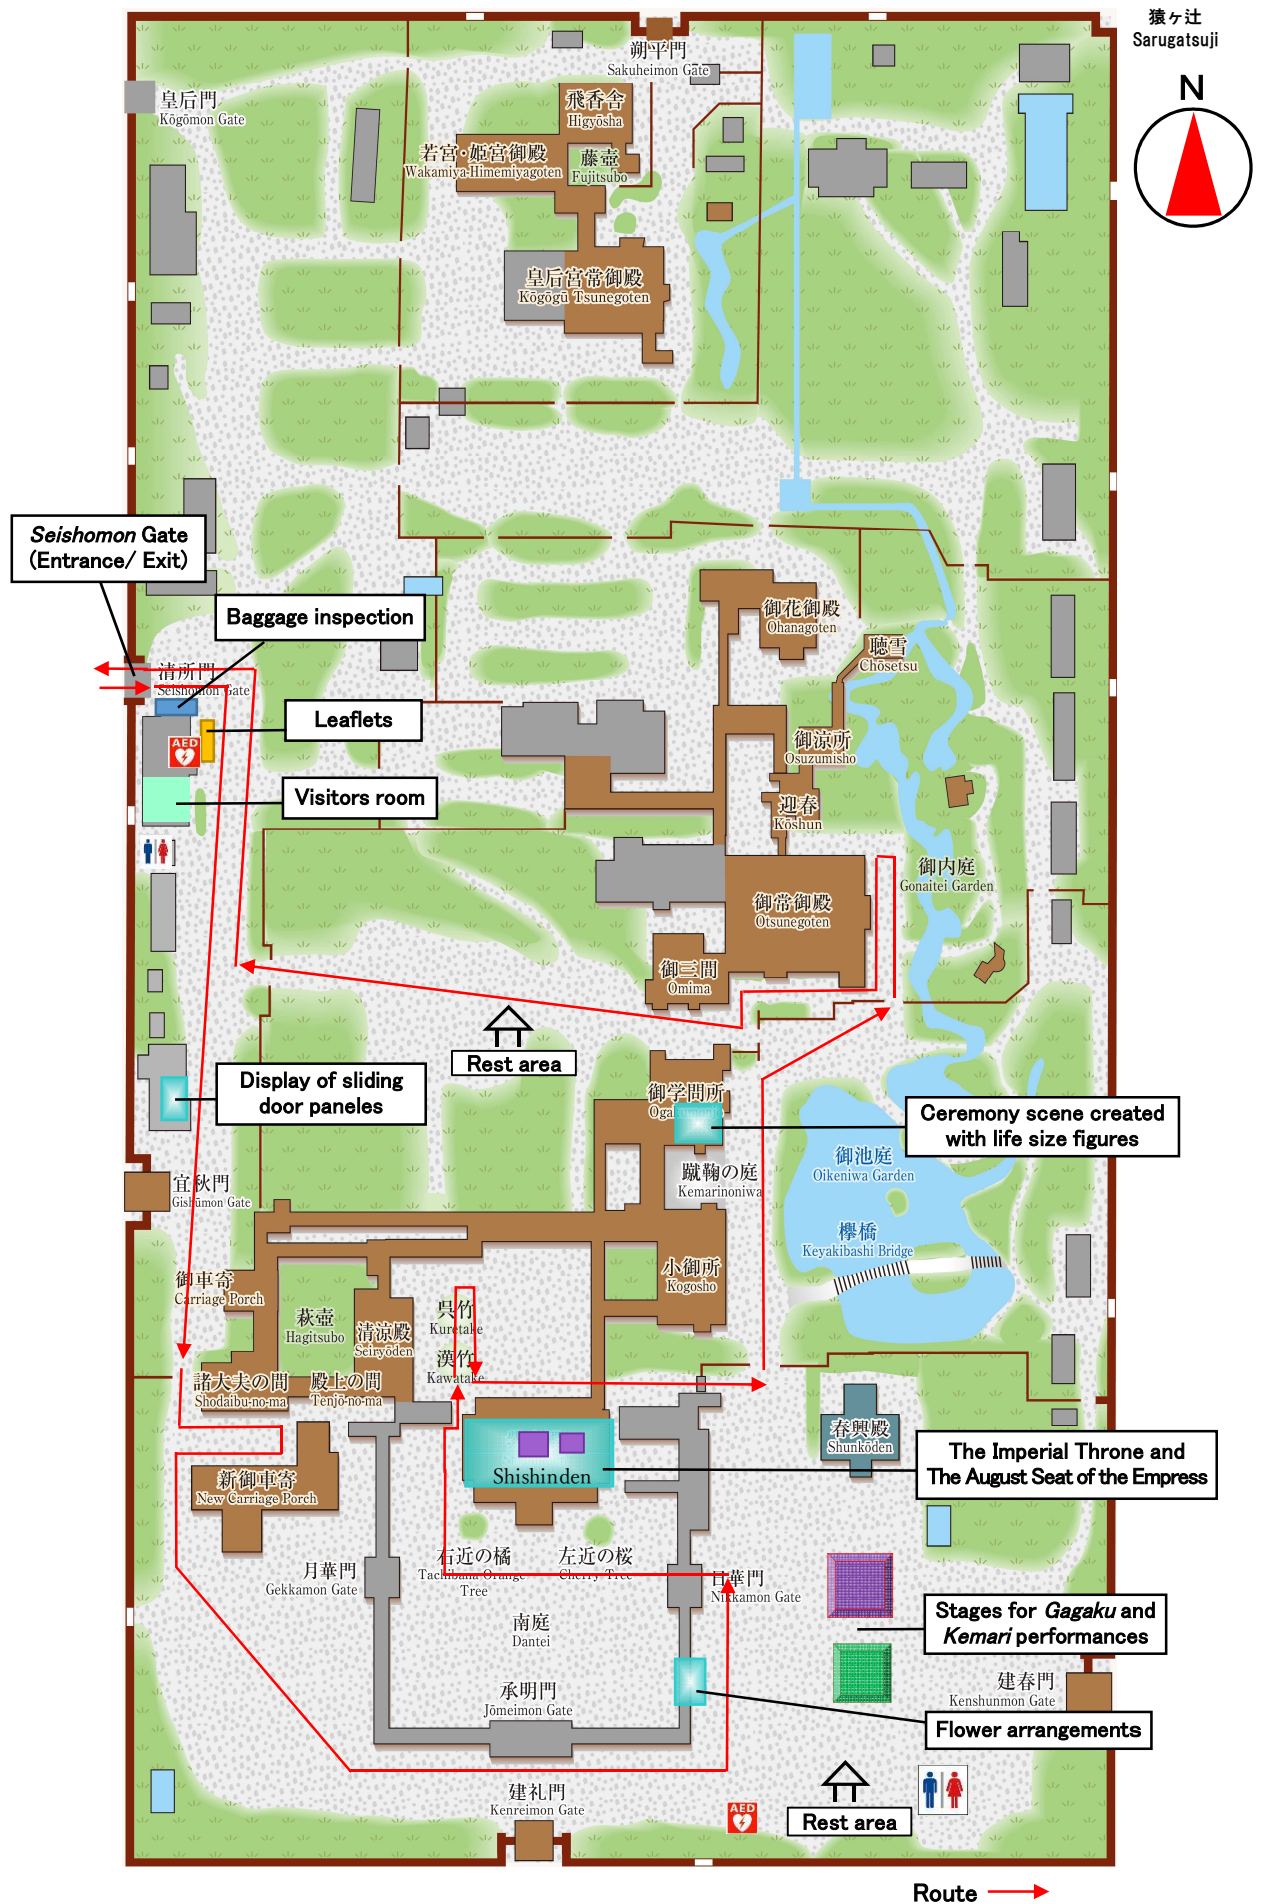 猿ヶ辻
Sarugatsuji
N
朔平門
Sakuheimon Gate
皇后門
Kōgōmon Gate
飛香舎
Higyōsha
若宮・姫宮御殿
Wakamiya-Himemiyagoten
藤壺
Fujitsubo
皇后宮常御殿
Kōgōgū Tsunegoten
Seishomon Gate
(Entrance/ Exit)
Baggage inspection
清所門
Seishomon Gate
Leaflets
AED
Visitors room
御花御殿
Ohanagoten
聴雪
Chōsetsu
御涼所
Osuzumisho
迎春
Kōshun
御内庭
Gonaitei Garden
御常御殿
Otsunegoten
御三間
Omima
Rest area
Display of sliding
door paneles
御学問所
Ceremony scene created
with life size figures
御池庭
Oikeniwa Garden
蹴鞠の庭
Kemarinoniwa
宜秋門
Gishūmon Gate
欅橋
Keyakibashi Bridge
小御所
Kogosho
御車寄
Carriage Porch
萩壺
Hagitsubo
清涼殿
Seiryōden
呉竹
Kuretake
漢竹
Kawatake
諸大夫の間
Shodaibu-no-ma
殿上の間
Tenjō-no-ma
春興殿
Shunkōden
The Imperial Throne and
The August Seat of the Empress
Shishinden
新御車寄
New Carriage Porch
右近の橘
Tachibana Orange
Tree
左近の桜
Cherry Tree
月華門
Gekkamon Gate
日華門
Nikkamon Gate
南庭
Dantei
Stages for Gagaku and
Kemari performances
承明門
Jōmeimon Gate
建春門
Kenshunmon Gate
Flower arrangements
建礼門
Kenreimon Gate
AED
Rest area
Route